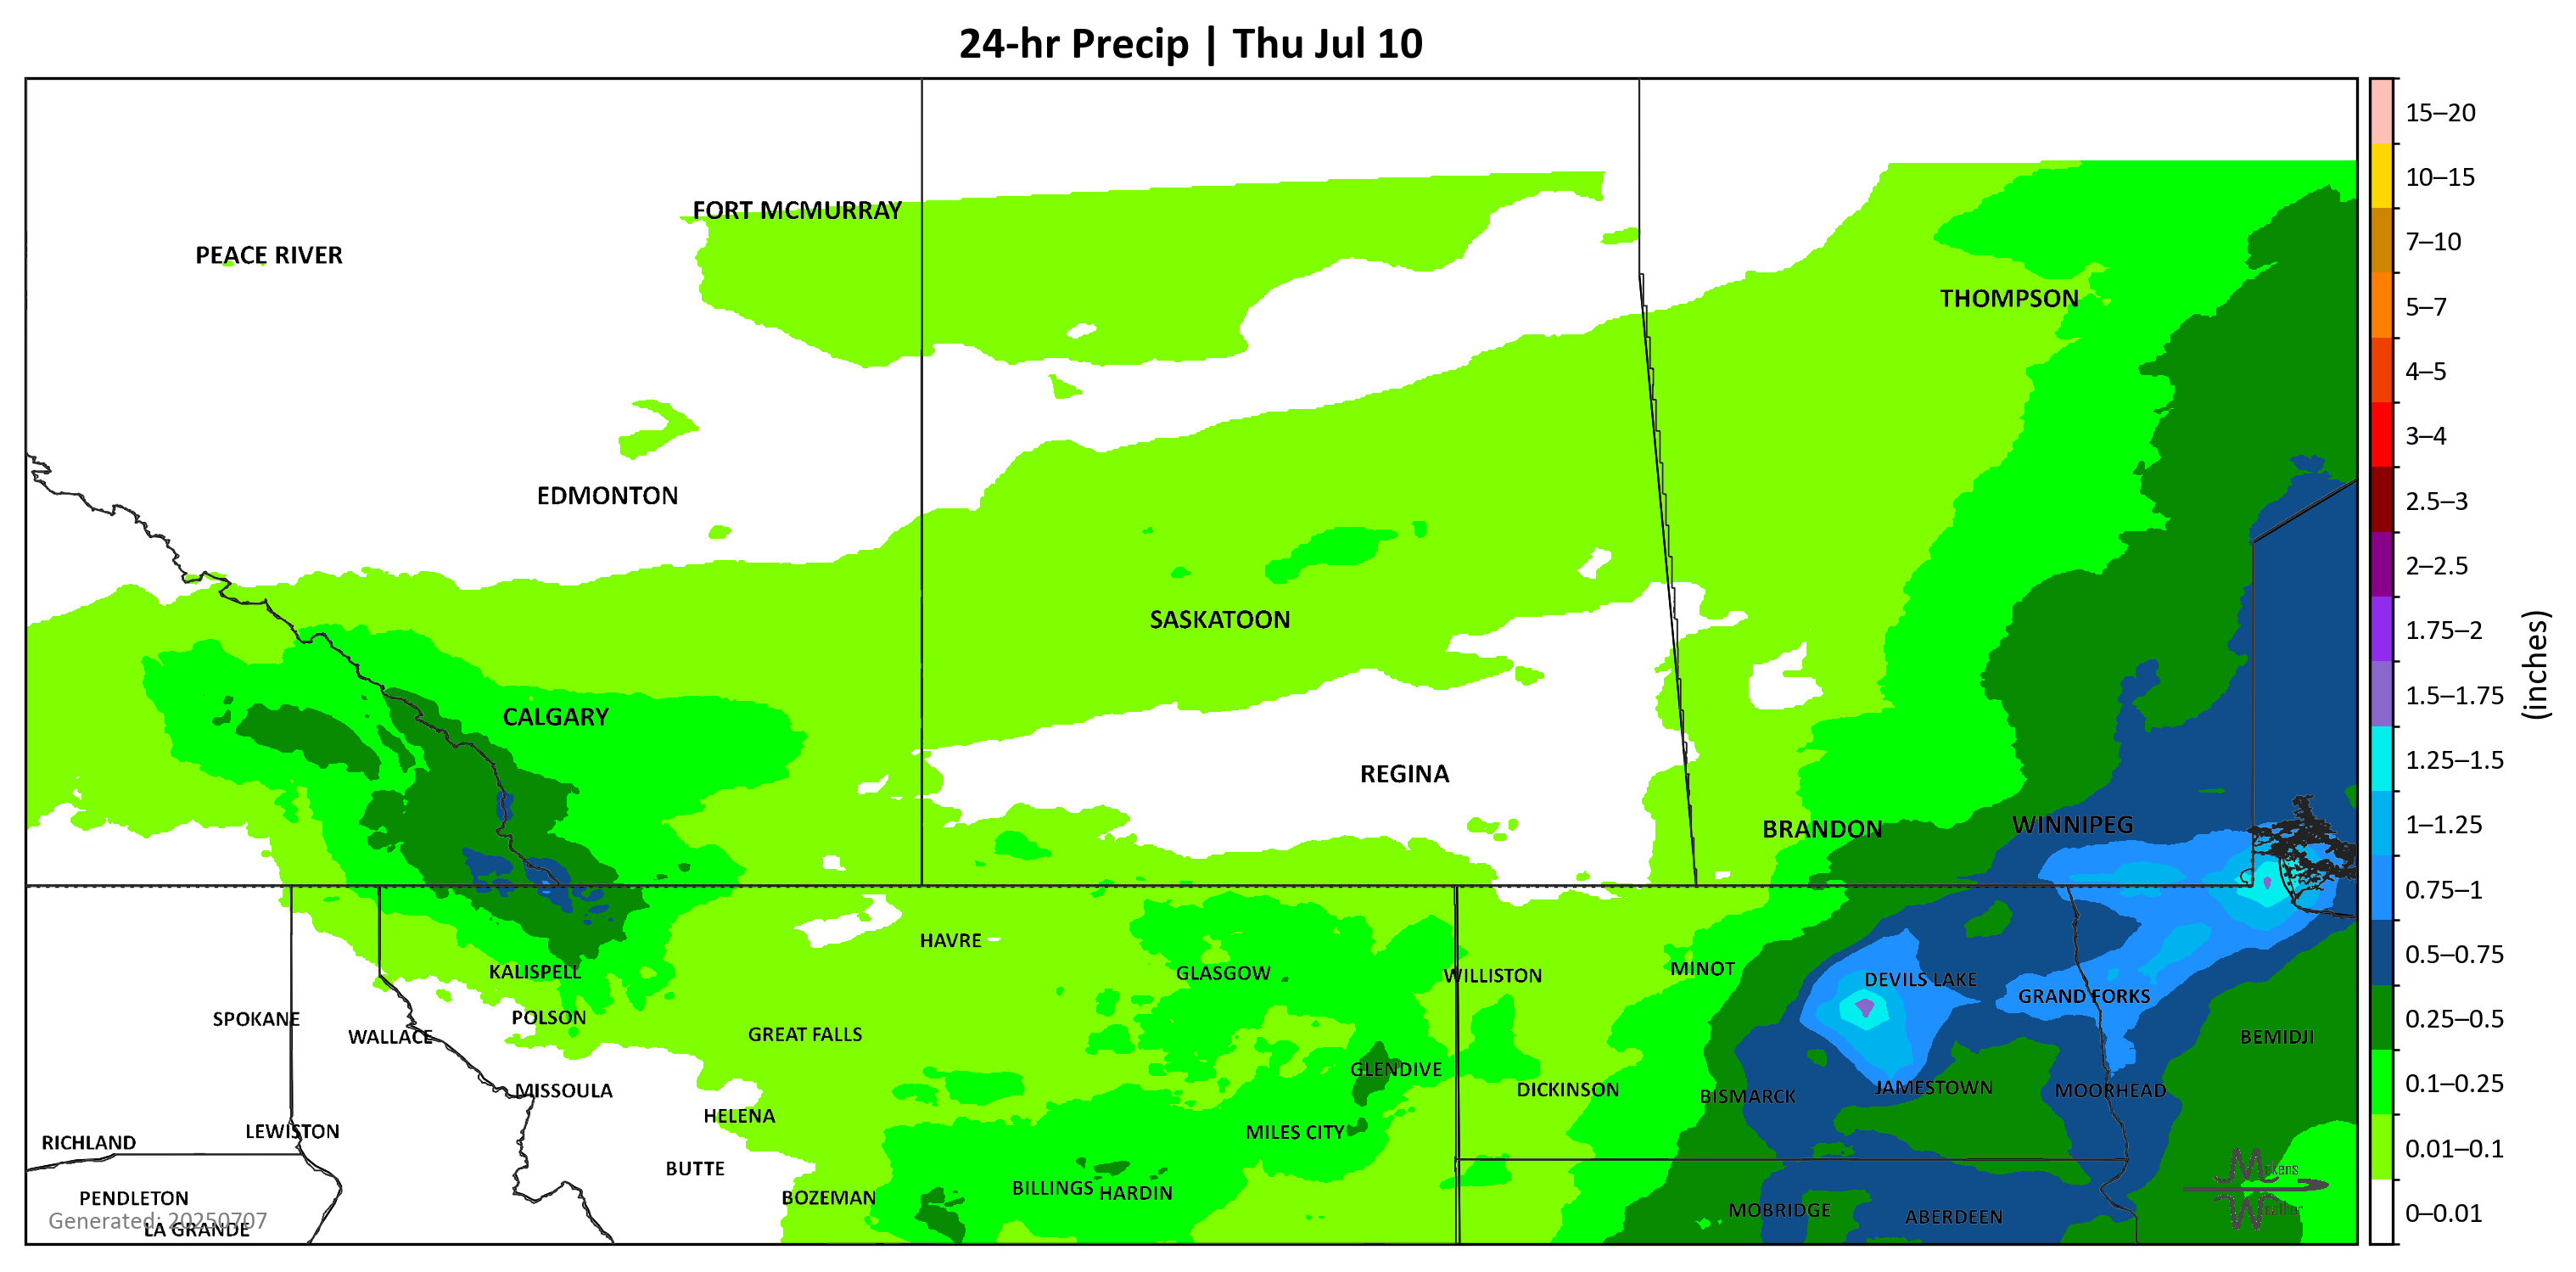 24-hr Precip | Thu Jul 10
15–20
10–15
7–10
5–7
4–5
3–4
2.5–3
2–2.5
1.75–2
1.5–1.75
1.25–1.5
1–1.25
0.75–1
0.5–0.75
0.25–0.5
0.1–0.25
0.01–0.1
0–0.01
(inches)
FORT MCMURRAY
PEACE RIVER
THOMPSON
EDMONTON
SASKATOON
CALGARY
REGINA
BRANDON
WINNIPEG
HAVRE
KALISPELL
GLASGOW
WILLISTON
MINOT
DEVILS LAKE
GRAND FORKS
SPOKANE
WALLACE
POLSON
GREAT FALLS
BEMIDJI
GLENDIVE
MISSOULA
DICKINSON
BISMARCK
JAMESTOWN
MOORHEAD
HELENA
RICHLAND
LEWISTON
MILES CITY
BUTTE
PENDLETON
BOZEMAN
BILLINGS
HARDIN
MOBRIDGE
ABERDEEN
Generated: 20250707
LA GRANDE